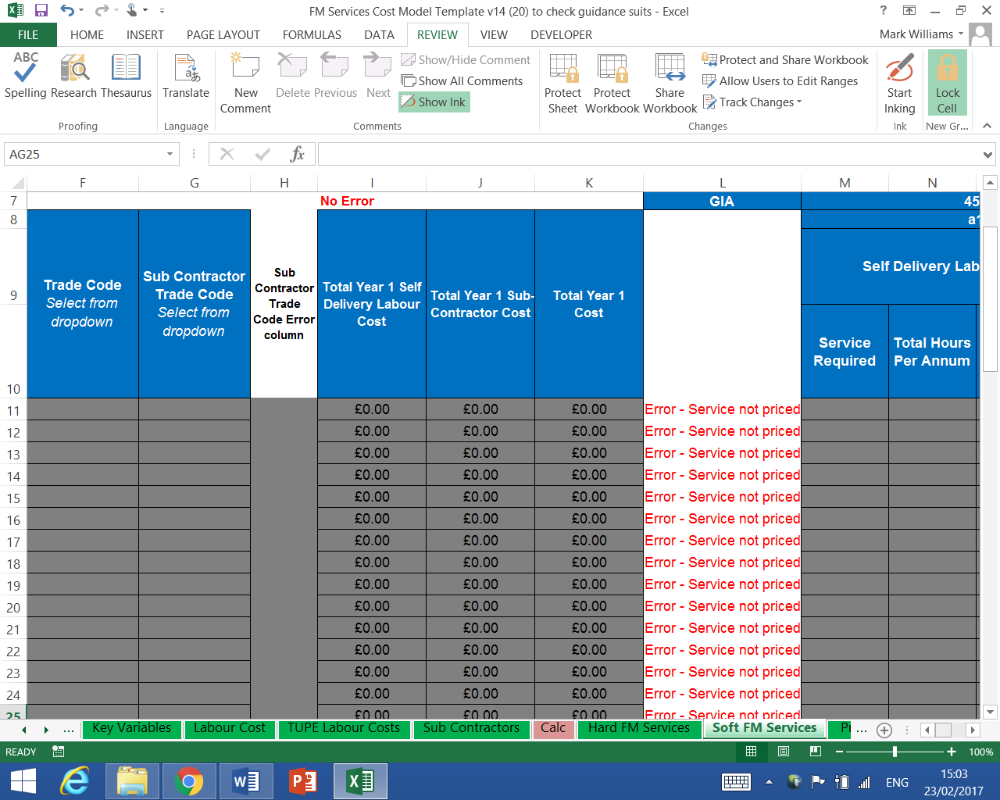 FM Services Cost Model Template v14 (20) to check guidance suits - Excel
?
FILE HOME INSERT PAGE LAYOUT FORMULAS DATA REVIEW VIEW DEVELOPER
Mark Williams
ABC
Spelling Research Thesaurus
Proofing
Translate
Language
New
Comment
Delete Previous Next
Show/Hide Comment
Show All Comments
Show Ink
Comments
Protect
Sheet
Protect
Workbook
Share
Workbook
Protect and Share Workbook
Allow Users to Edit Ranges
Track Changes
Changes
Start
Inking
Ink
Lock
Cell
New Gr...
AG25
fx
F G H I J K L M N
7 No Error GIA 45
8
9
10
Trade Code
Select from
dropdown
Sub Contractor
Trade Code
Select from
dropdown
Sub
Contractor
Trade
Code Error
column
Total Year 1 Self
Delivery Labour
Cost
Total Year 1 Sub-
Contractor Cost
Total Year 1
Cost
Self Delivery Lab
Service
Required
Total Hours
Per Annum
11 £0.00 £0.00 £0.00 Error - Service not priced
12 £0.00 £0.00 £0.00 Error - Service not priced
13 £0.00 £0.00 £0.00 Error - Service not priced
14 £0.00 £0.00 £0.00 Error - Service not priced
15 £0.00 £0.00 £0.00 Error - Service not priced
16 £0.00 £0.00 £0.00 Error - Service not priced
17 £0.00 £0.00 £0.00 Error - Service not priced
18 £0.00 £0.00 £0.00 Error - Service not priced
19 £0.00 £0.00 £0.00 Error - Service not priced
20 £0.00 £0.00 £0.00 Error - Service not priced
21 £0.00 £0.00 £0.00 Error - Service not priced
22 £0.00 £0.00 £0.00 Error - Service not priced
23 £0.00 £0.00 £0.00 Error - Service not priced
24 £0.00 £0.00 £0.00 Error - Service not priced
25 £0.00 £0.00 £0.00 Error - Service not priced
... Key Variables Labour Cost TUPE Labour Costs Sub Contractors Calc Hard FM Services Soft FM Services ...
READY
100%
ENG
15:03
23/02/2017